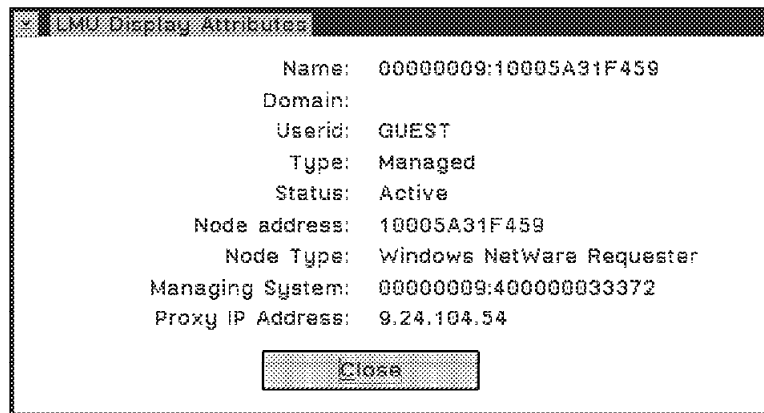 LMU Display Attributes
Name: 00000009:10005A31F459
Domain:
Userid: GUEST
Type: Managed
Status: Active
Node address: 10005A31F459
Node Type: Windows NetWare Requester
Managing System: 00000009:400000033372
Proxy IP Address: 9.24.104.54
Close